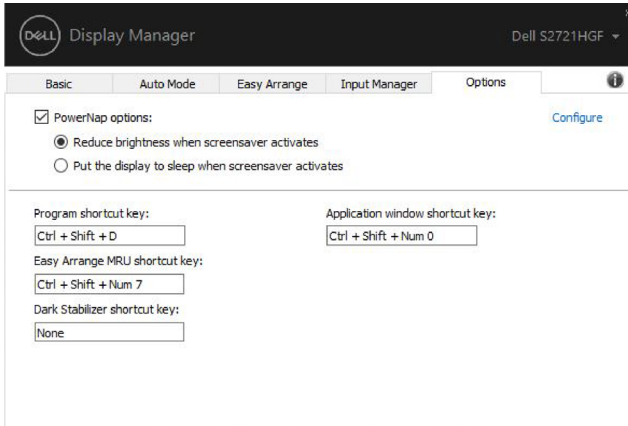 DELL Display Manager
Dell S2721HGF
Basic Auto Mode Easy Arrange Input Manager Options
PowerNap options: Configure
Reduce brightness when screensaver activates
Put the display to sleep when screensaver activates
Program shortcut key: Application window shortcut key:
Ctrl + Shift + D Ctrl + Shift + Num 0
Easy Arrange MRU shortcut key:
Ctrl + Shift + Num 7
Dark Stabilizer shortcut key:
None